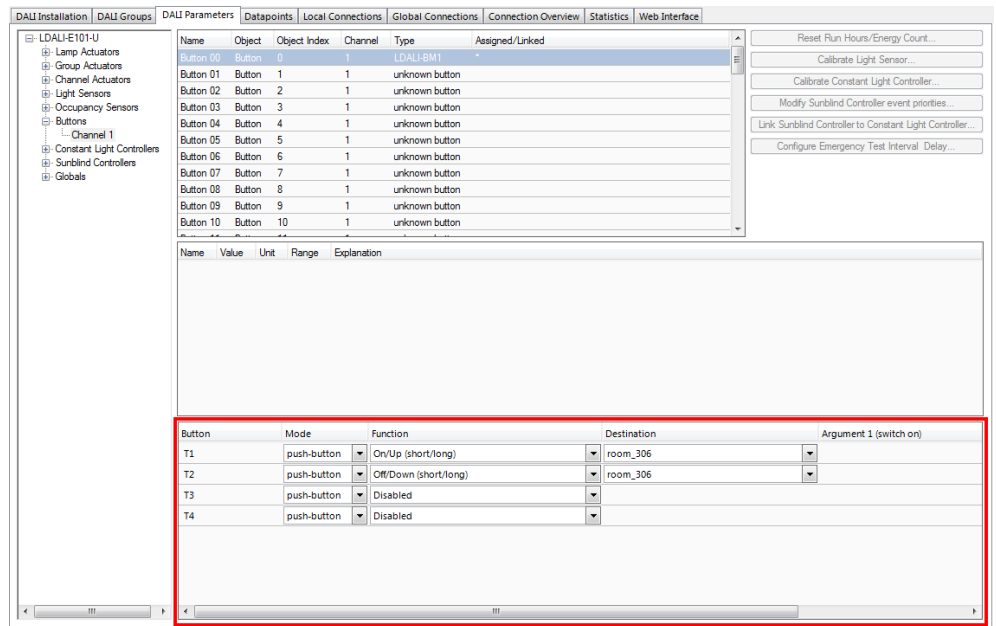 DALI Installation DALI Groups DALI Parameters Datapoints Local Connections Global Connections Connection Overview Statistics Web Interface
LDALI-E101-U
Lamp Actuators
Group Actuators
Channel Actuators
Light Sensors
Occupancy Sensors
Buttons
Channel 1
Constant Light Controllers
Sunblind Controllers
Globals
Name Object Object Index Channel Type Assigned/Linked
Button 00 Button 0 1 LDALI-BM1 *
Button 01 Button 1 1 unknown button
Button 02 Button 2 1 unknown button
Button 03 Button 3 1 unknown button
Button 04 Button 4 1 unknown button
Button 05 Button 5 1 unknown button
Button 06 Button 6 1 unknown button
Button 07 Button 7 1 unknown button
Button 08 Button 8 1 unknown button
Button 09 Button 9 1 unknown button
Button 10 Button 10 1 unknown button
Reset Run Hours/Energy Count...
Calibrate Light Sensor...
Calibrate Constant Light Controller...
Modify Sunblind Controller event priorities...
Link Sunblind Controller to Constant Light Controller...
Configure Emergency Test Interval Delay...
Name Value Unit Range Explanation
Button Mode Function Destination Argument 1 (switch on)
T1 push-button On/Up (short/long) room_306
T2 push-button Off/Down (short/long) room_306
T3 push-button Disabled
T4 push-button Disabled